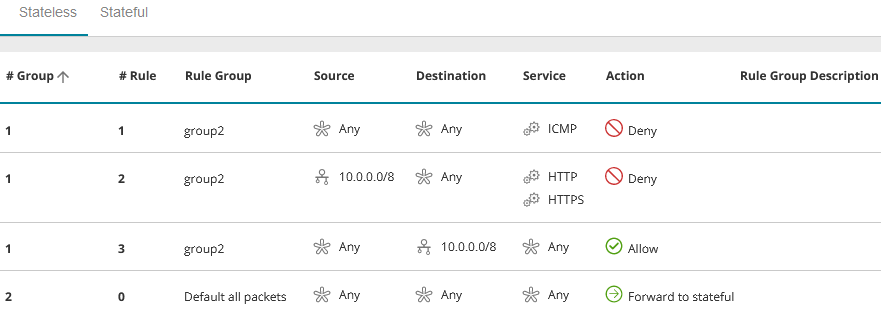 Stateless Stateful
# Group # Rule Rule Group Source Destination Service Action Rule Group Description
1 1 group2 Any Any ICMP Deny
1 2 group2 10.0.0.0/8 Any HTTP Deny
HTTPS
1 3 group2 Any 10.0.0.0/8 Any Allow
2 0 Default all packets Any Any Any Forward to stateful